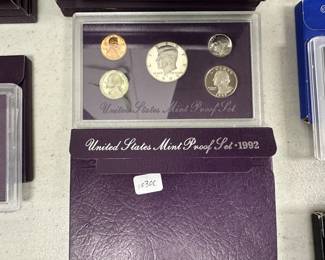 United States Mint Proof Set
United States Mint Proof Set • 1992